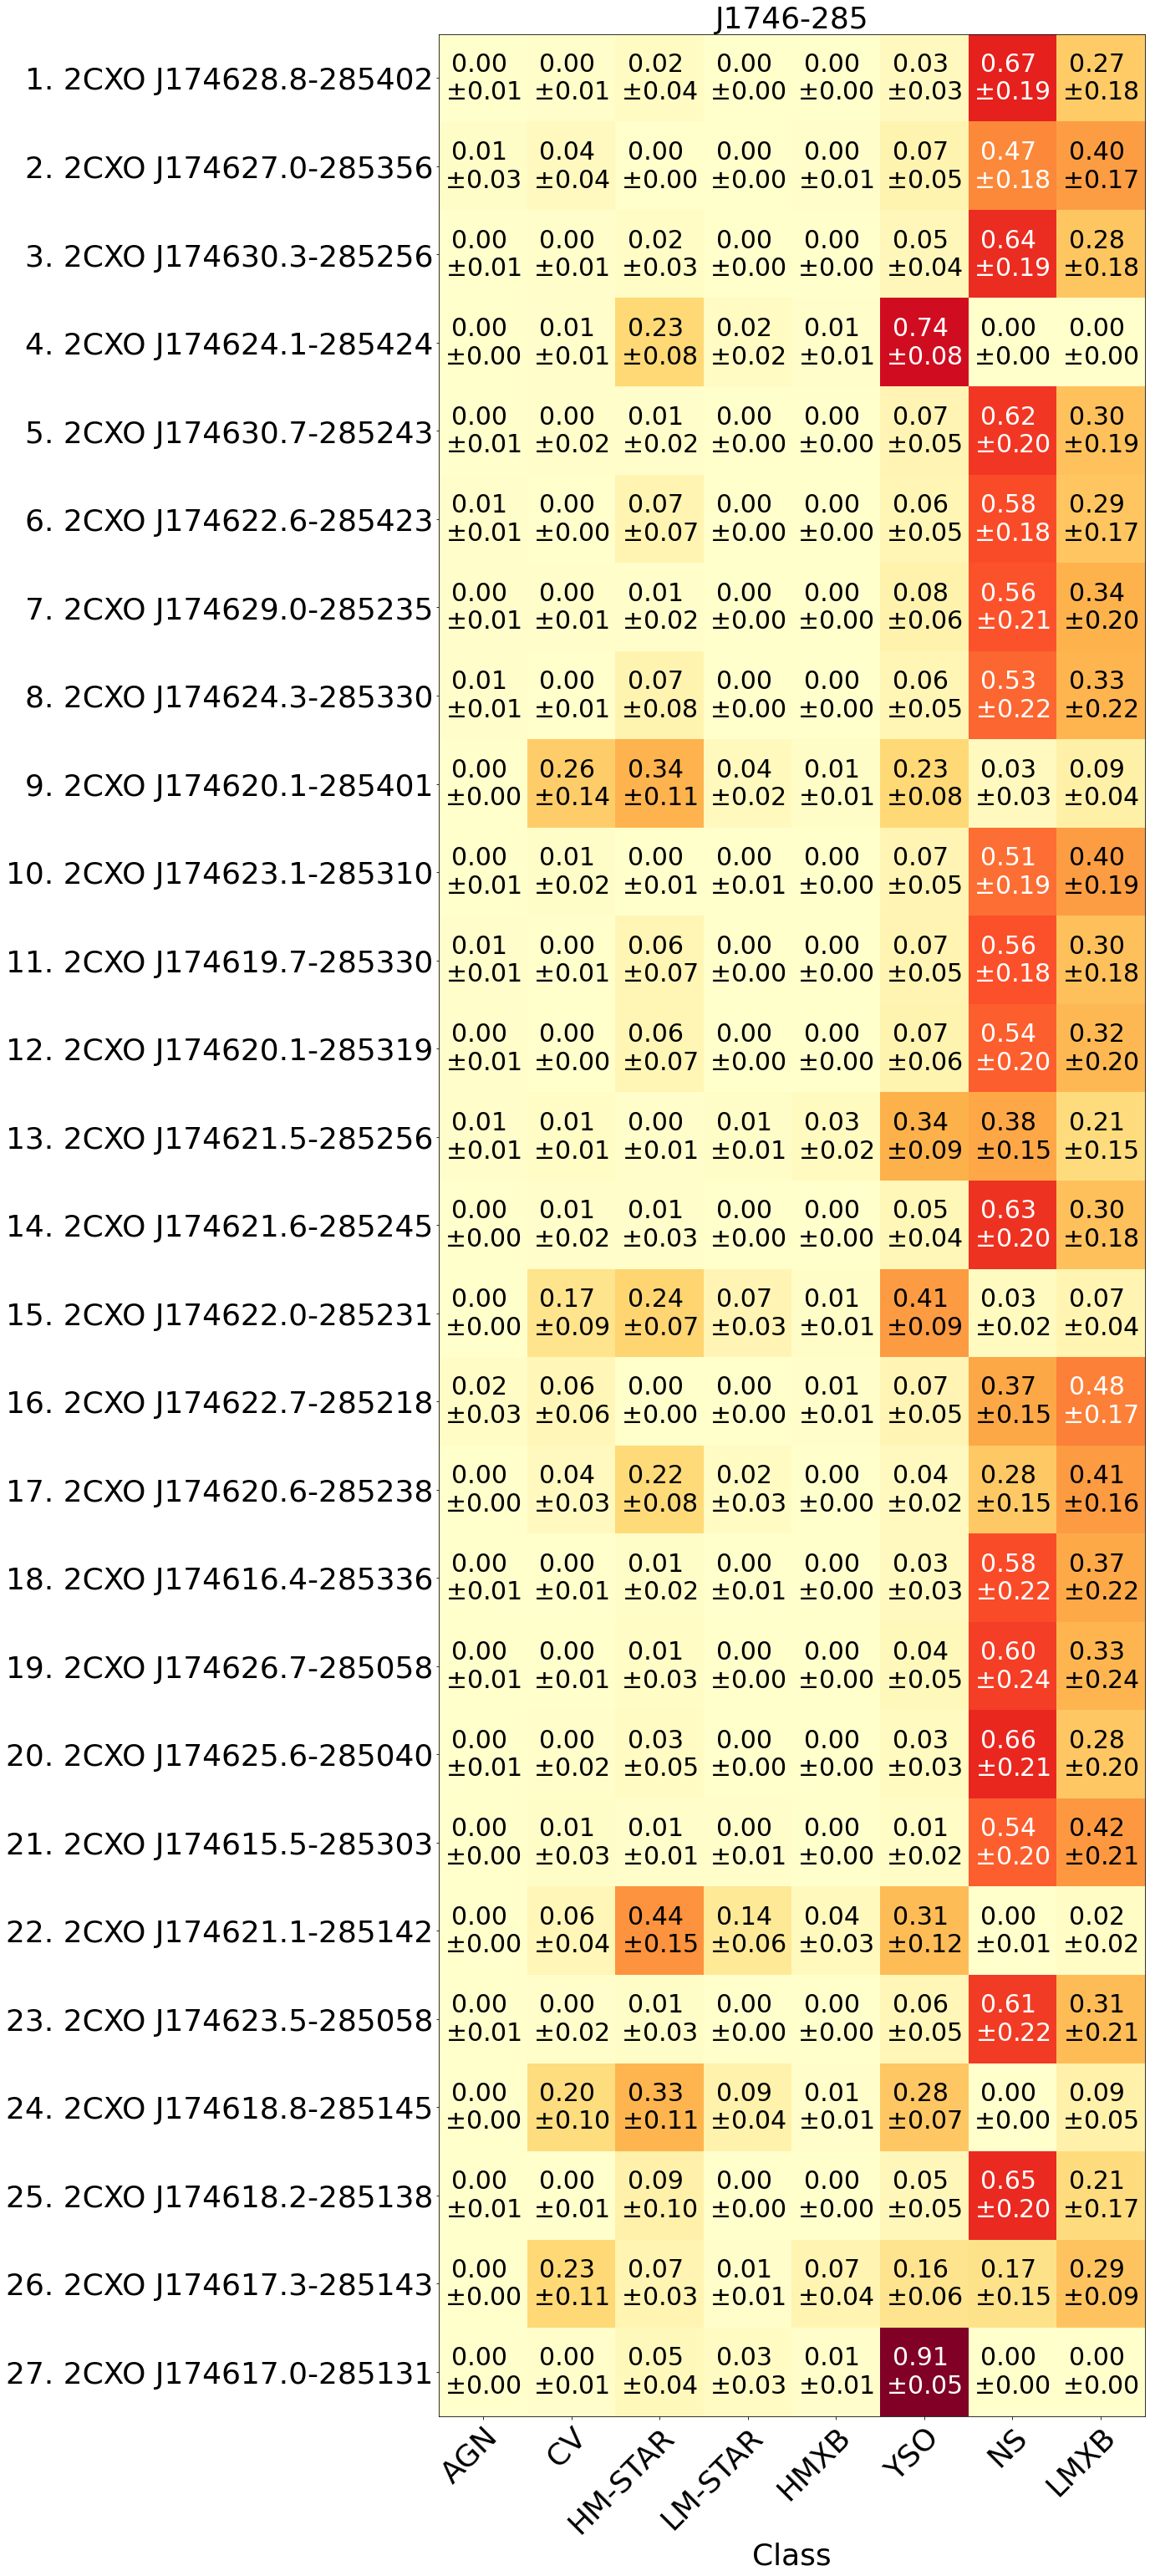 J1746-285
1. 2CXO J174628.8-285402 0.00 0.00 0.02 0.00 0.00 0.03 0.67 0.27
±0.01 ±0.01 ±0.04 ±0.00 ±0.00 ±0.03 ±0.19 ±0.18
2. 2CXO J174627.0-285356 0.01 0.04 0.00 0.00 0.00 0.07 0.47 0.40
±0.03 ±0.04 ±0.00 ±0.00 ±0.01 ±0.05 ±0.18 ±0.17
3. 2CXO J174630.3-285256 0.00 0.00 0.02 0.00 0.00 0.05 0.64 0.28
±0.01 ±0.01 ±0.03 ±0.00 ±0.00 ±0.04 ±0.19 ±0.18
4. 2CXO J174624.1-285424 0.00 0.01 0.23 0.02 0.01 0.74 0.00 0.00
±0.00 ±0.01 ±0.08 ±0.02 ±0.01 ±0.08 ±0.00 ±0.00
5. 2CXO J174630.7-285243 0.00 0.00 0.01 0.00 0.00 0.07 0.62 0.30
±0.01 ±0.02 ±0.02 ±0.00 ±0.00 ±0.05 ±0.20 ±0.19
6. 2CXO J174622.6-285423 0.01 0.00 0.07 0.00 0.00 0.06 0.58 0.29
±0.01 ±0.00 ±0.07 ±0.00 ±0.00 ±0.05 ±0.18 ±0.17
7. 2CXO J174629.0-285235 0.00 0.00 0.01 0.00 0.00 0.08 0.56 0.34
±0.01 ±0.01 ±0.02 ±0.00 ±0.00 ±0.06 ±0.21 ±0.20
8. 2CXO J174624.3-285330 0.01 0.00 0.07 0.00 0.00 0.06 0.53 0.33
±0.01 ±0.01 ±0.08 ±0.00 ±0.00 ±0.05 ±0.22 ±0.22
9. 2CXO J174620.1-285401 0.00 0.26 0.34 0.04 0.01 0.23 0.03 0.09
±0.00 ±0.14 ±0.11 ±0.02 ±0.01 ±0.08 ±0.03 ±0.04
10. 2CXO J174623.1-285310 0.00 0.01 0.00 0.00 0.00 0.07 0.51 0.40
±0.01 ±0.02 ±0.01 ±0.01 ±0.00 ±0.05 ±0.19 ±0.19
11. 2CXO J174619.7-285330 0.01 0.00 0.06 0.00 0.00 0.07 0.56 0.30
±0.01 ±0.01 ±0.07 ±0.00 ±0.00 ±0.05 ±0.18 ±0.18
12. 2CXO J174620.1-285319 0.00 0.00 0.06 0.00 0.00 0.07 0.54 0.32
±0.01 ±0.00 ±0.07 ±0.00 ±0.00 ±0.06 ±0.20 ±0.20
13. 2CXO J174621.5-285256 0.01 0.01 0.00 0.01 0.03 0.34 0.38 0.21
±0.01 ±0.01 ±0.01 ±0.01 ±0.02 ±0.09 ±0.15 ±0.15
14. 2CXO J174621.6-285245 0.00 0.01 0.01 0.00 0.00 0.05 0.63 0.30
±0.00 ±0.02 ±0.03 ±0.00 ±0.00 ±0.04 ±0.20 ±0.18
15. 2CXO J174622.0-285231 0.00 0.17 0.24 0.07 0.01 0.41 0.03 0.07
±0.00 ±0.09 ±0.07 ±0.03 ±0.01 ±0.09 ±0.02 ±0.04
16. 2CXO J174622.7-285218 0.02 0.06 0.00 0.00 0.01 0.07 0.37 0.48
±0.03 ±0.06 ±0.00 ±0.00 ±0.01 ±0.05 ±0.15 ±0.17
17. 2CXO J174620.6-285238 0.00 0.04 0.22 0.02 0.00 0.04 0.28 0.41
±0.00 ±0.03 ±0.08 ±0.03 ±0.00 ±0.02 ±0.15 ±0.16
18. 2CXO J174616.4-285336 0.00 0.00 0.01 0.00 0.00 0.03 0.58 0.37
±0.01 ±0.01 ±0.02 ±0.01 ±0.00 ±0.03 ±0.22 ±0.22
19. 2CXO J174626.7-285058 0.00 0.00 0.01 0.00 0.00 0.04 0.60 0.33
±0.01 ±0.01 ±0.03 ±0.00 ±0.00 ±0.05 ±0.24 ±0.24
20. 2CXO J174625.6-285040 0.00 0.00 0.03 0.00 0.00 0.03 0.66 0.28
±0.01 ±0.02 ±0.05 ±0.00 ±0.00 ±0.03 ±0.21 ±0.20
21. 2CXO J174615.5-285303 0.00 0.01 0.01 0.00 0.00 0.01 0.54 0.42
±0.00 ±0.03 ±0.01 ±0.01 ±0.00 ±0.02 ±0.20 ±0.21
22. 2CXO J174621.1-285142 0.00 0.06 0.44 0.14 0.04 0.31 0.00 0.02
±0.00 ±0.04 ±0.15 ±0.06 ±0.03 ±0.12 ±0.01 ±0.02
23. 2CXO J174623.5-285058 0.00 0.00 0.01 0.00 0.00 0.06 0.61 0.31
±0.01 ±0.02 ±0.03 ±0.00 ±0.00 ±0.05 ±0.22 ±0.21
24. 2CXO J174618.8-285145 0.00 0.20 0.33 0.09 0.01 0.28 0.00 0.09
±0.00 ±0.10 ±0.11 ±0.04 ±0.01 ±0.07 ±0.00 ±0.05
25. 2CXO J174618.2-285138 0.00 0.00 0.09 0.00 0.00 0.05 0.65 0.21
±0.01 ±0.01 ±0.10 ±0.00 ±0.00 ±0.05 ±0.20 ±0.17
26. 2CXO J174617.3-285143 0.00 0.23 0.07 0.01 0.07 0.16 0.17 0.29
±0.00 ±0.11 ±0.03 ±0.01 ±0.04 ±0.06 ±0.15 ±0.09
27. 2CXO J174617.0-285131 0.00 0.00 0.05 0.03 0.01 0.91 0.00 0.00
±0.00 ±0.01 ±0.04 ±0.03 ±0.01 ±0.05 ±0.00 ±0.00
AGN CV HM-STAR LM-STAR HMXB YSO NS LMXB
Class